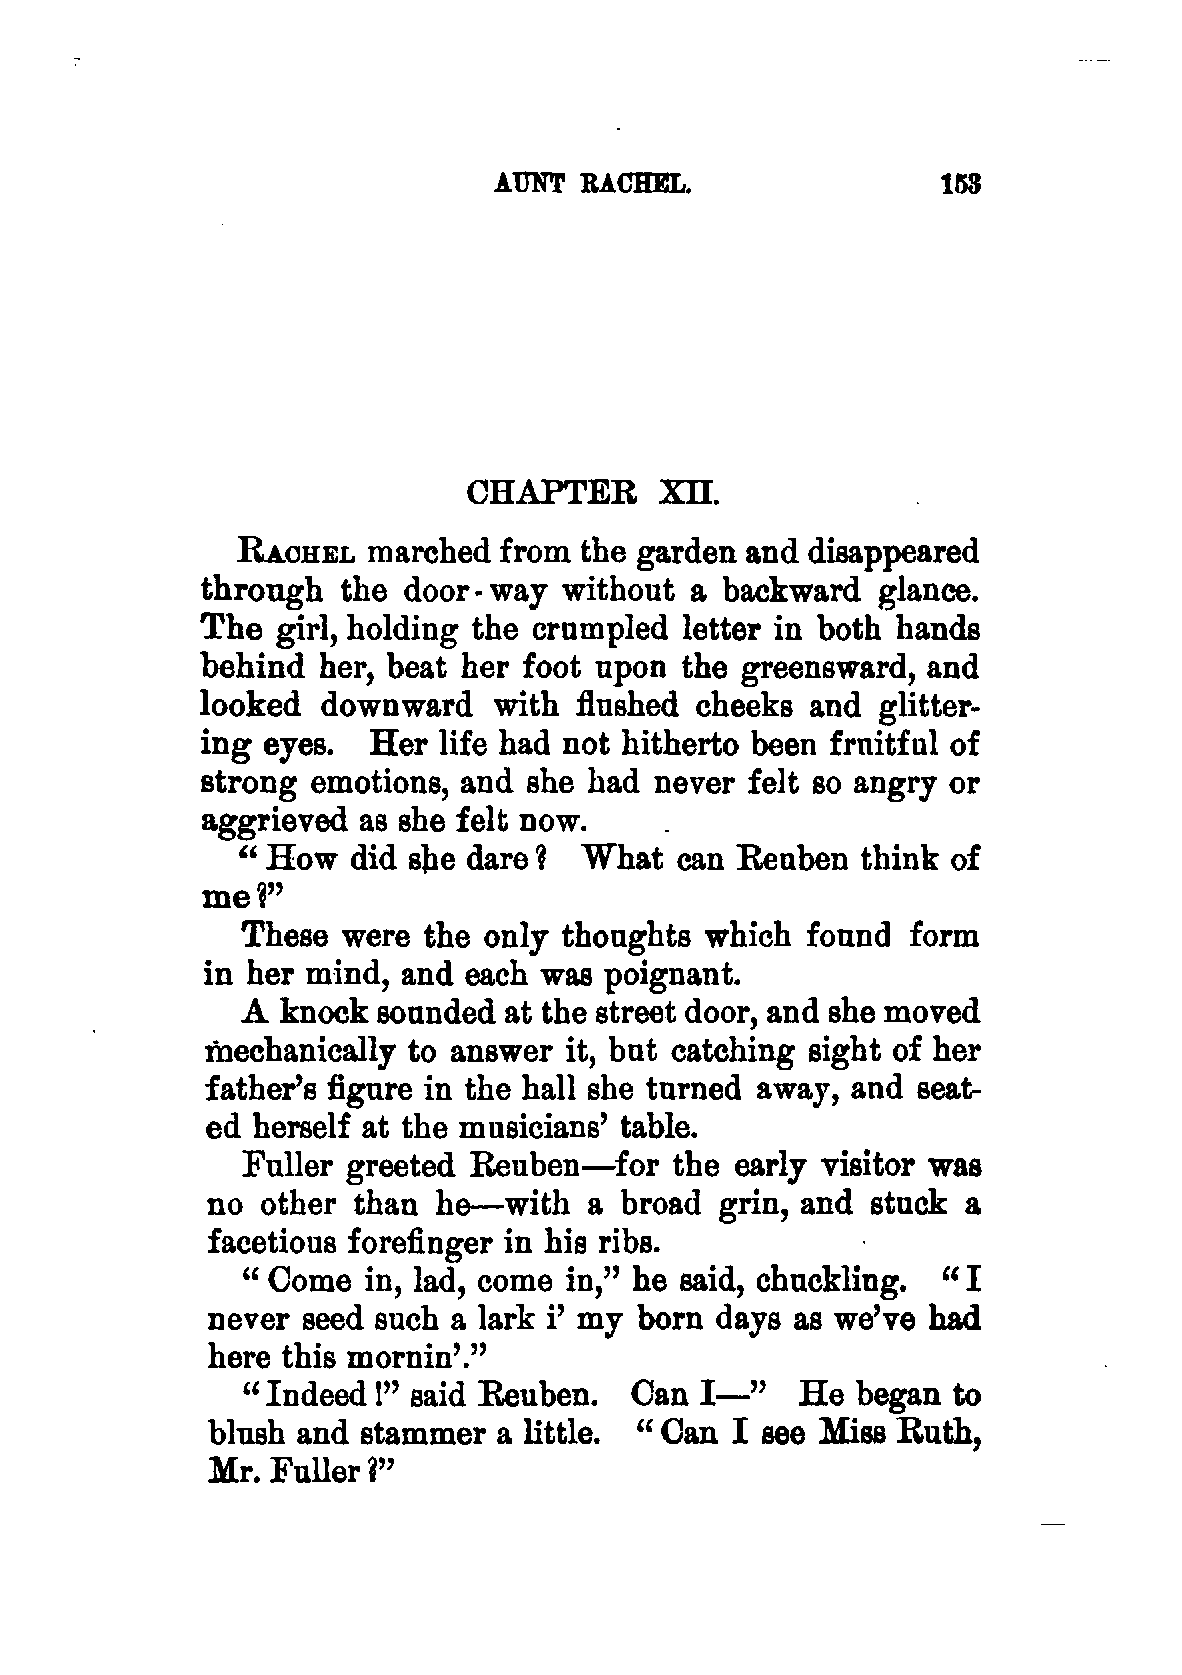 AUNT RACHEL. 153
CHAPTER XII.
RACHEL marched from the garden and disappeared
through the door-way without a backward glance.
The girl, holding the crumpled letter in both hands
behind her, beat her foot upon the greensward, and
looked downward with flushed cheeks and glitter-
ing eyes. Her life had not hitherto been fruitful of
strong emotions, and she had never felt so angry or
aggrieved as she felt now.
“How did she dare? What can Reuben think of
me?”
These were the only thoughts which found form
in her mind, and each was poignant.
A knock sounded at the street door, and she moved
mechanically to answer it, but catching sight of her
father’s figure in the hall she turned away, and seat-
ed herself at the musicians’ table.
Fuller greeted Reuben—for the early visitor was
no other than he—with a broad grin, and stuck a
facetious forefinger in his ribs.
“Come in, lad, come in,” he said, chuckling. “I
never seed such a lark i’ my born days as we’ve had
here this mornin’.”
“Indeed!” said Reuben. Can I—” He began to
blush and stammer a little. “Can I see Miss Ruth,
Mr. Fuller?”